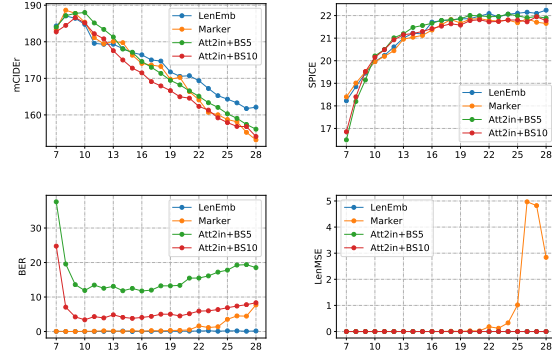 mCIDEr
190
180
170
160
7 10 13 16 19 22 25 28
LenEmb
Marker
Att2in+BS5
Att2in+BS10
SPICE
22
21
20
19
18
17
7 10 13 16 19 22 25 28
LenEmb
Marker
Att2in+BS5
Att2in+BS10
BER
30
20
10
0
7 10 13 16 19 22 25 28
LenEmb
Marker
Att2in+BS5
Att2in+BS10
LenMSE
5
4
3
2
1
0
7 10 13 16 19 22 25 28
LenEmb
Marker
Att2in+BS5
Att2in+BS10